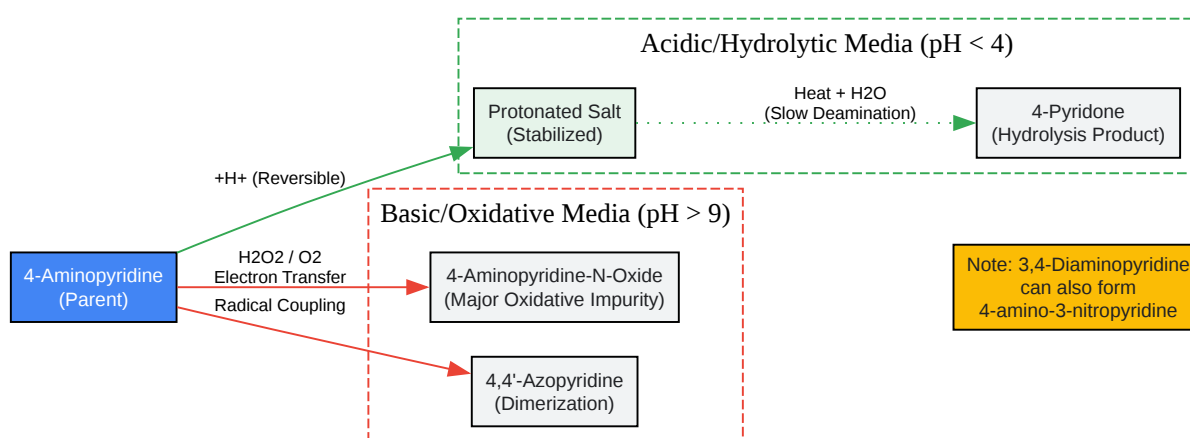 Acidic/Hydrolytic Media (pH < 4)
Protonated Salt
(Stabilized)
Heat + H2O
(Slow Deamination)
4-Pyridone
(Hydrolysis Product)
+H+ (Reversible)
Basic/Oxidative Media (pH > 9)
4-Aminopyridine
(Parent)
H2O2 / O2
Electron Transfer
Radical Coupling
4-Aminopyridine-N-Oxide
(Major Oxidative Impurity)
Note: 3,4-Diaminopyridine
can also form
4-amino-3-nitropyridine
4,4'-Azopyridine
(Dimerization)